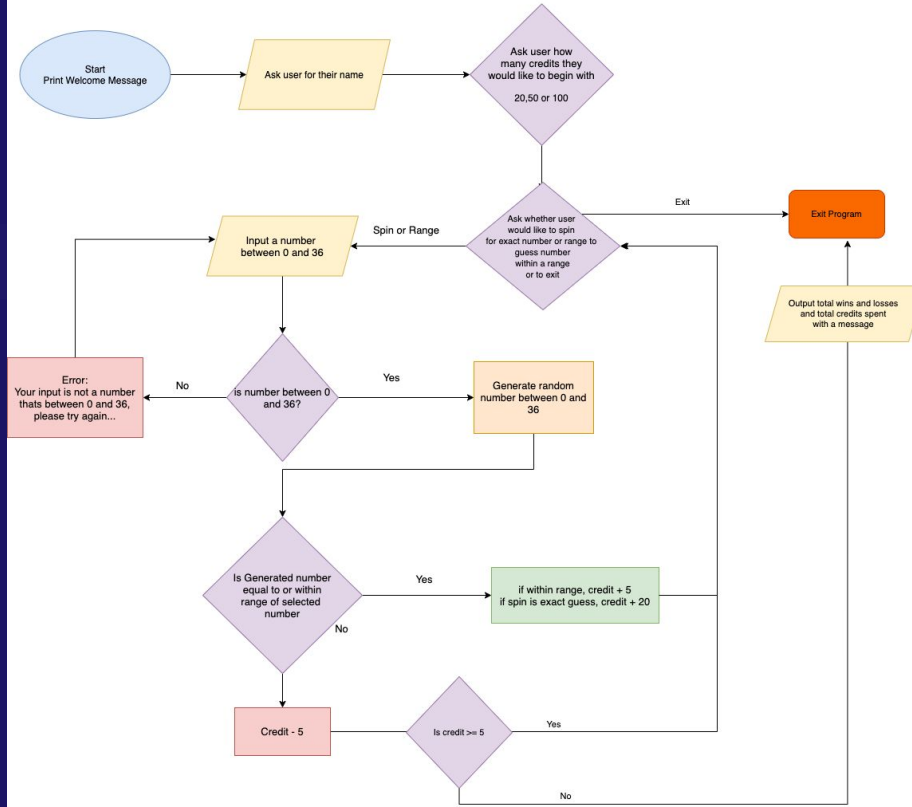 Start
Print Welcome Message
Ask user for their name
Ask user how
many credits they
would like to begin with
20,50 or 100
Ask whether user
would like to spin
for exact number or range to
guess number
within a range
or to exit
Exit
Exit Program
Spin or Range
Input a number
between 0 and 36
Output total wins and losses
and total credits spent
with a message
Error:
Your input is not a number
thats between 0 and 36,
please try again...
No
is number between 0
and 36?
Yes
Generate random
number between 0 and
36
Is Generated number
equal to or within
range of selected
number
Yes
No
if within range, credit + 5
if spin is exact guess, credit + 20
Credit - 5
Is credit >= 5
Yes
No